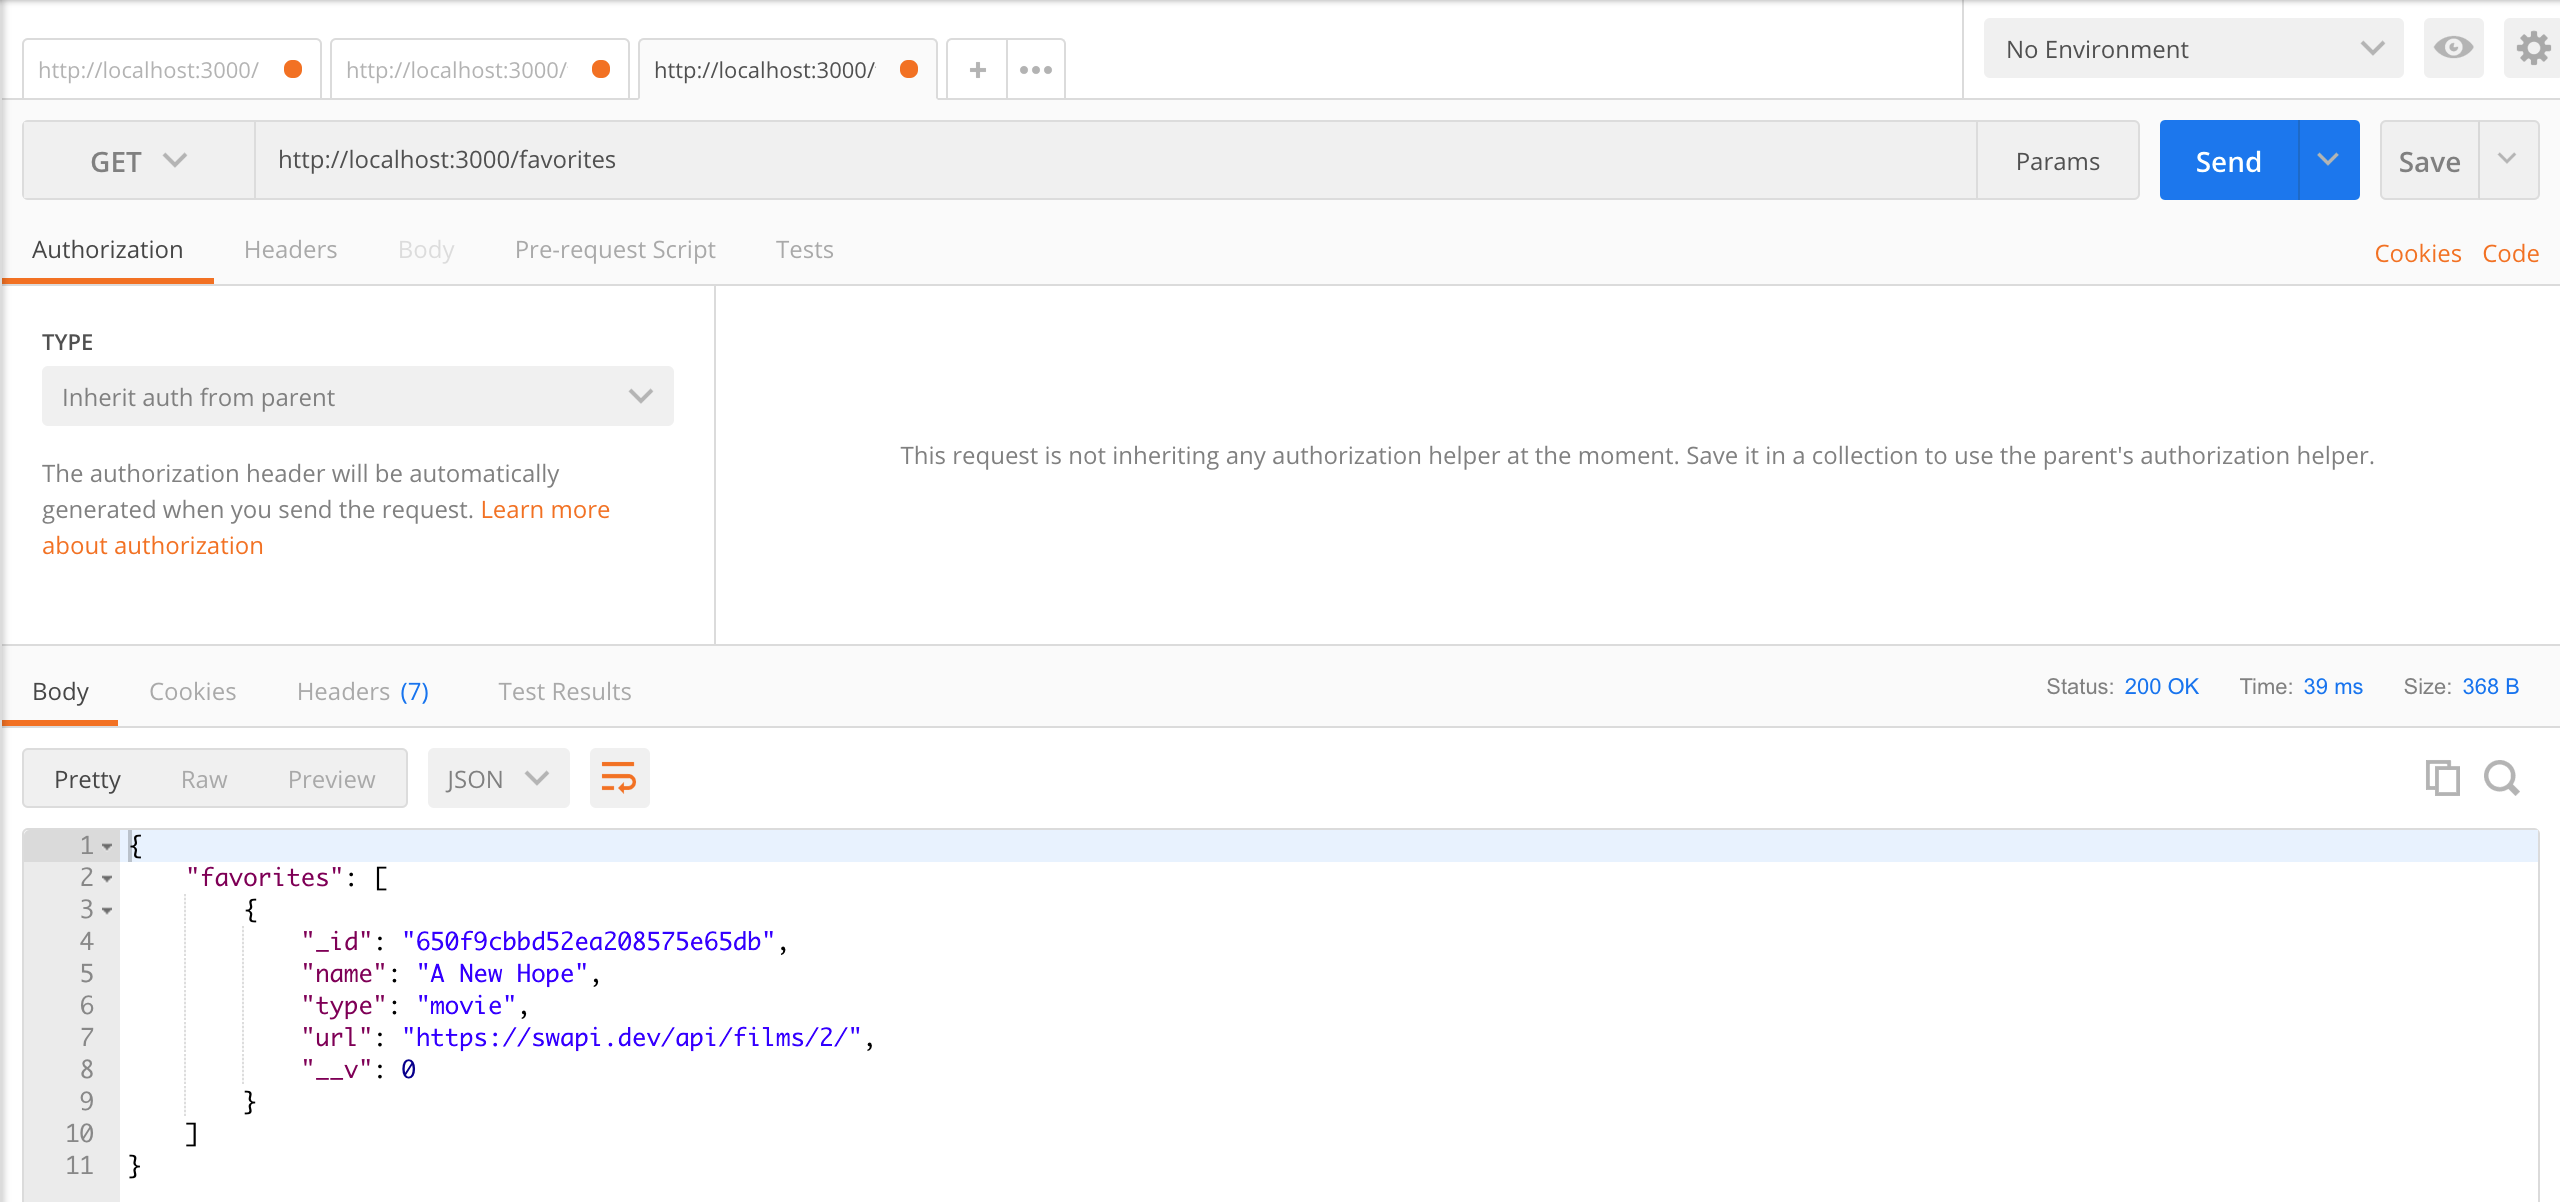 http://localhost:3000/ http://localhost:3000/ http://localhost:3000/ No Environment
GET http://localhost:3000/favorites Params Send Save
Authorization Headers Body Pre-request Script Tests Cookies Code
TYPE
Inherit auth from parent
The authorization header will be automatically
generated when you send the request. Learn more
about authorization
This request is not inheriting any authorization helper at the moment. Save it in a collection to use the parent's authorization helper.
Body Cookies Headers (7) Test Results Status: 200 OK Time: 39 ms Size: 368 B
Pretty Raw Preview JSON
1 {
2 "favorites": [
3 {
4 "_id": "650f9cbbd52ea208575e65db",
5 "name": "A New Hope",
6 "type": "movie",
7 "url": "https://swapi.dev/api/films/2/",
8 "__v": 0
9 }
10 ]
11 }